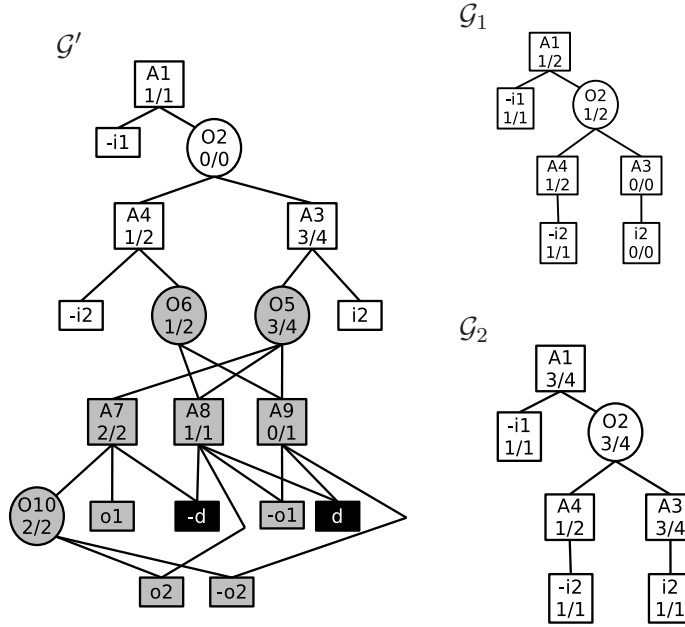 𝒢′
A1
1/1
-i1
O2
0/0
A4
1/2
A3
3/4
-i2
O6
1/2
O5
3/4
i2
A7
2/2
A8
1/1
A9
0/1
O10
2/2
o1
-d
-o1
d
o2
-o2
𝒢1
A1
1/2
-i1
1/1
O2
1/2
A4
1/2
A3
0/0
-i2
1/1
i2
0/0
𝒢2
A1
3/4
-i1
1/1
O2
3/4
A4
1/2
A3
3/4
-i2
1/1
i2
1/1